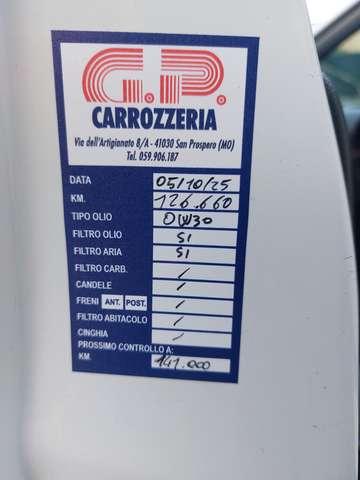 G.P.
CARROZZERIA
Via dell'Artigianato 8/A - 41030 San Prospero (MO)
Tel. 059.906.187
DATA 05/10/25
KM. 126.660
TIPO OLIO 0W30
FILTRO OLIO SI
FILTRO ARIA SI
FILTRO CARB. /
CANDELE /
FRENI ANT. POST. /
FILTRO ABITACOLO /
CINGHIA /
PROSSIMO CONTROLLO A:
KM. 141.000